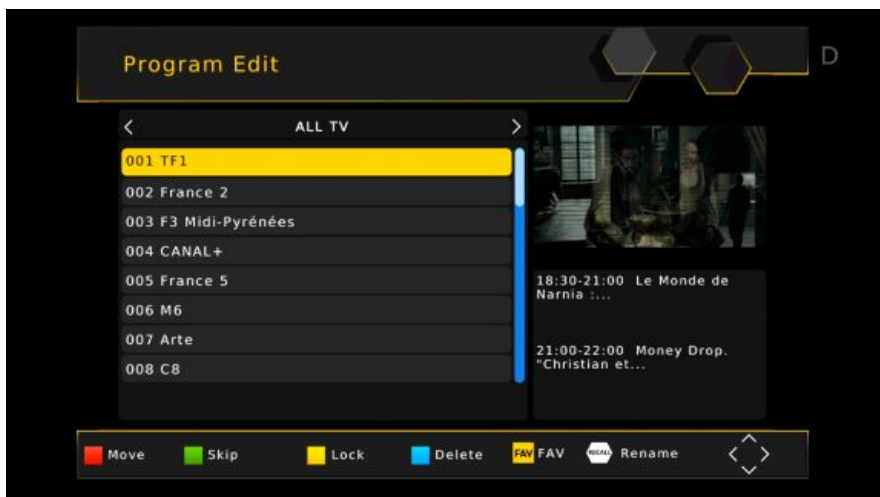 Program Edit
D
ALL TV
001 TF1
002 France 2
003 F3 Midi-Pyrénées
004 CANAL+
005 France 5
006 M6
007 Arte
008 C8
18:30-21:00 Le Monde de
Narnia :...
21:00-22:00 Money Drop.
"Christian et...
Move
Skip
Lock
Delete
FAV FAV
RECALL Rename